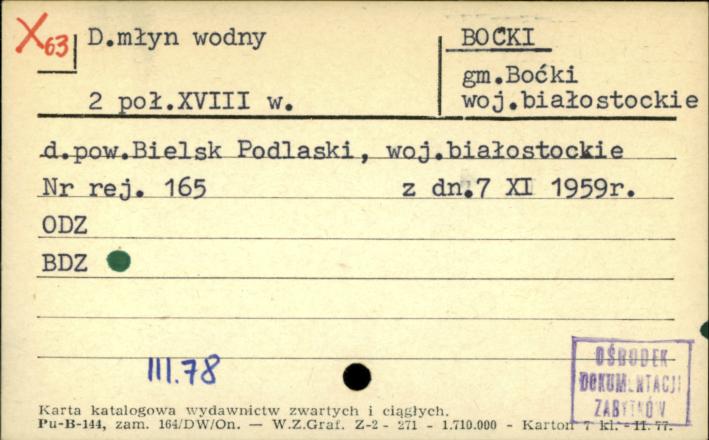 X63 D.młyn wodny BOĆKI
gm.Boćki
2 poł.XVIII w. woj.białostockie
d.pow.Bielsk Podlaski, woj.białostockie
Nr rej. 165 z dn.7 XI 1959r.
ODZ
BDZ
III.78
OŚRODEK
DOKUMENTACJI
ZABYTKÓW
Karta katalogowa wydawnictw zwartych i ciągłych.
Pu-B-144, zam. 164/DW/On. — W.Z.Graf. Z-2 - 271 - 1.710.000 - Karton 7 kl. - 11. 77.